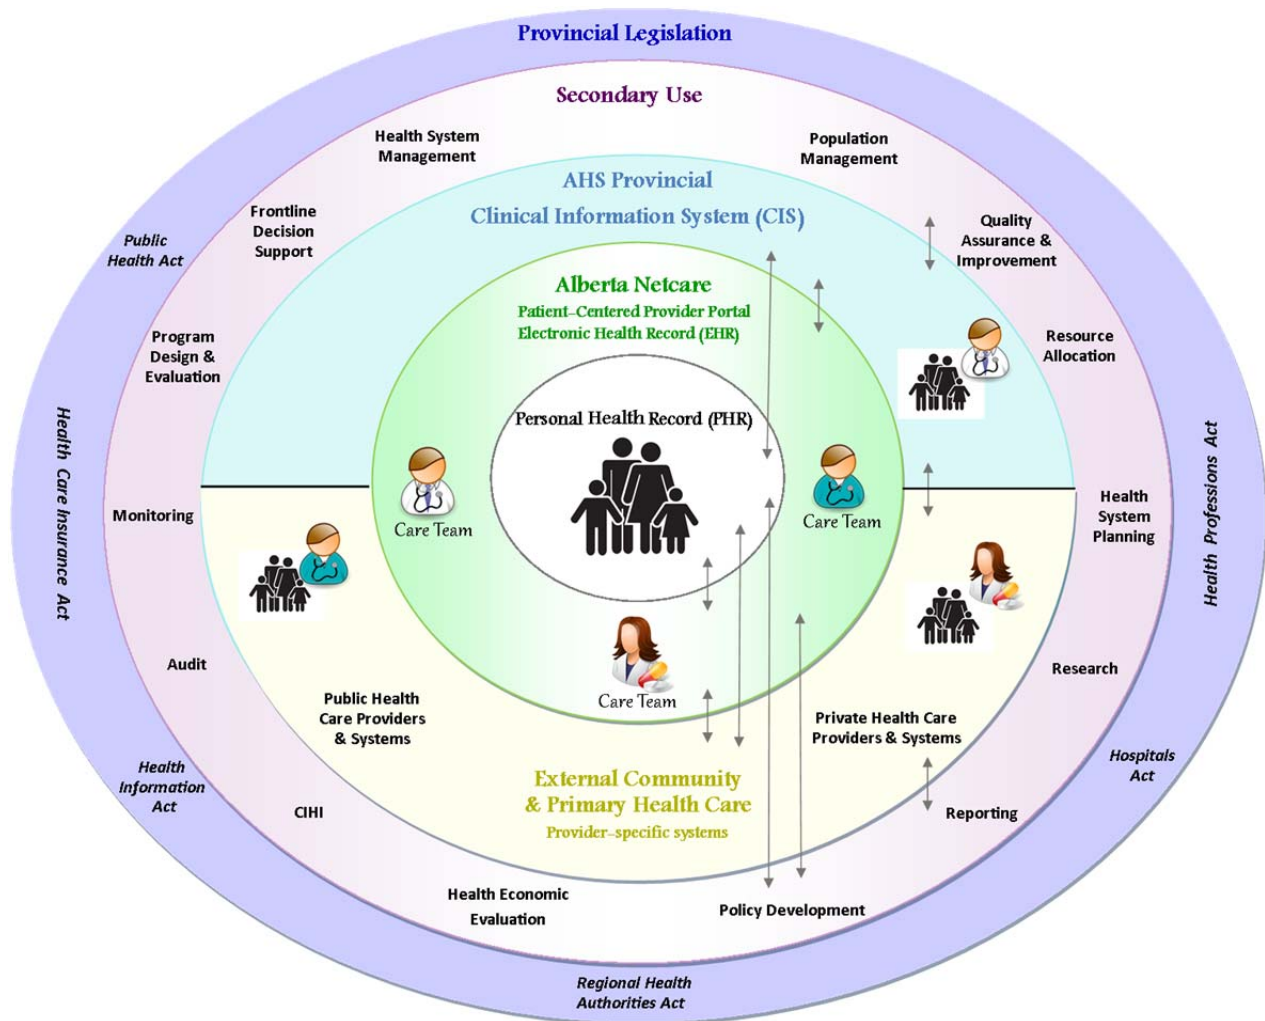 Provincial Legislation
Secondary Use
Health System
Management
Population
Management
AHS Provincial
Clinical Information System (CIS)
Frontline
Decision
Support
Quality
Assurance &
Improvement
Public
Health Act
Alberta Netcare
Patient-Centered Provider Portal
Electronic Health Record (EHR)
Program
Design &
Evaluation
Resource
Allocation
Personal Health Record (PHR)
Health Care Insurance Act
Health Professions Act
Monitoring
Care Team
Care Team
Health
System
Planning
Audit
Research
Care Team
Public Health
Care Providers
& Systems
Private Health Care
Providers & Systems
Health
Information
Act
Hospitals
Act
External Community
& Primary Health Care
Provider-specific systems
CIHI
Reporting
Health Economic
Evaluation
Policy Development
Regional Health
Authorities Act